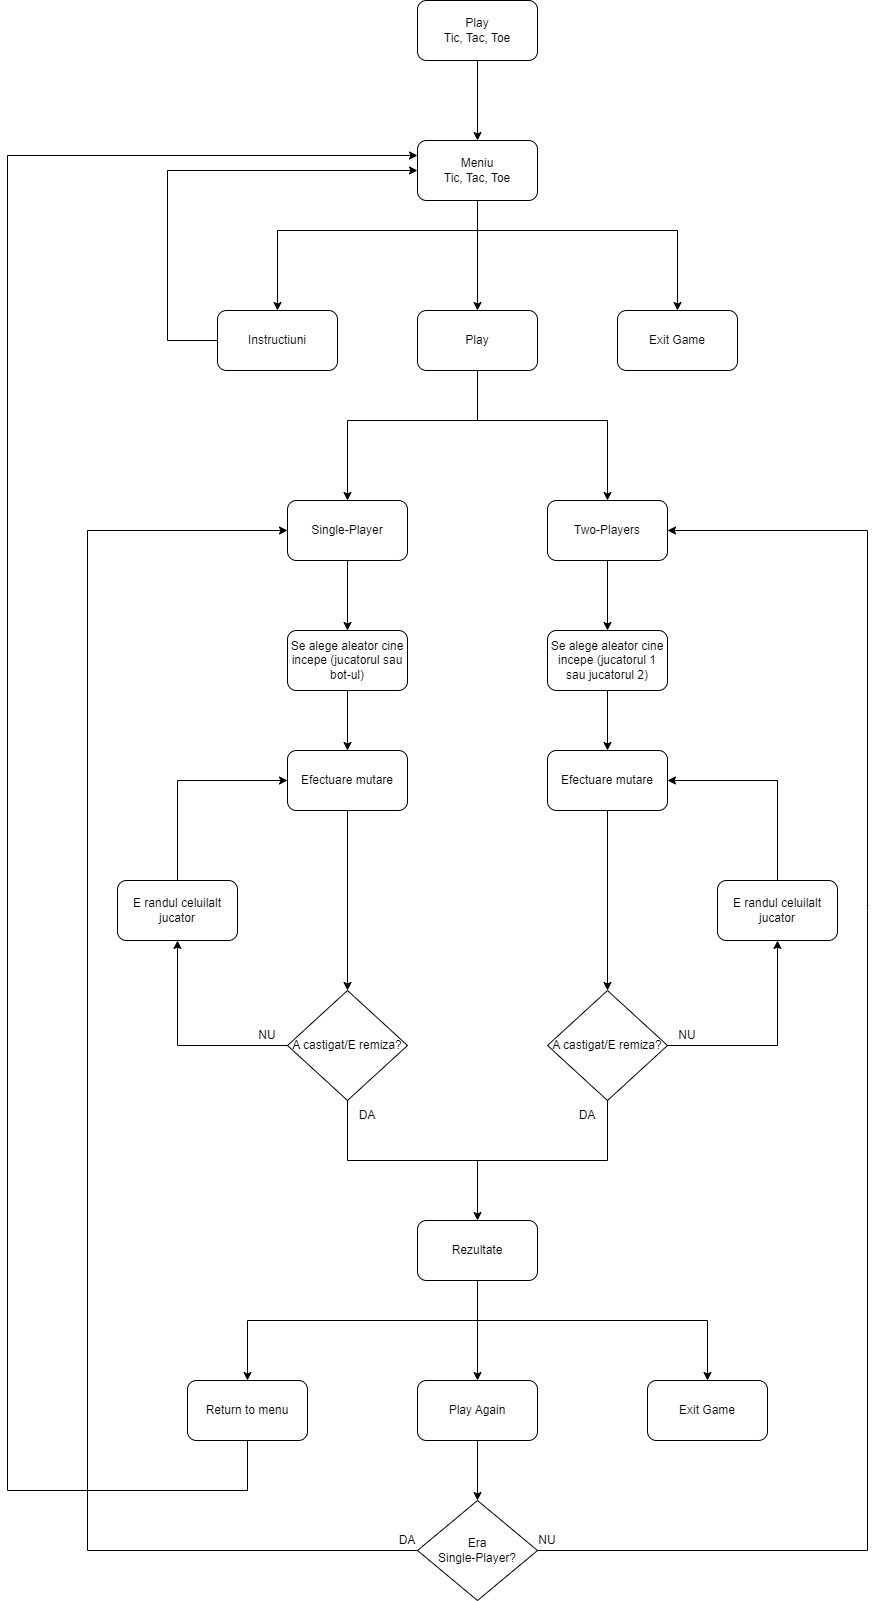 Play
Tic, Tac, Toe
Meniu
Tic, Tac, Toe
Instructiuni
Play
Exit Game
Single-Player
Two-Players
Se alege aleator cine
incepe (jucatorul sau
bot-ul)
Se alege aleator cine
incepe (jucatorul 1
sau jucatorul 2)
Efectuare mutare
Efectuare mutare
E randul celuilalt
jucator
E randul celuilalt
jucator
NU
A castigat/E remiza?
A castigat/E remiza?
NU
DA
DA
Rezultate
Return to menu
Play Again
Exit Game
DA
Era
Single-Player?
NU